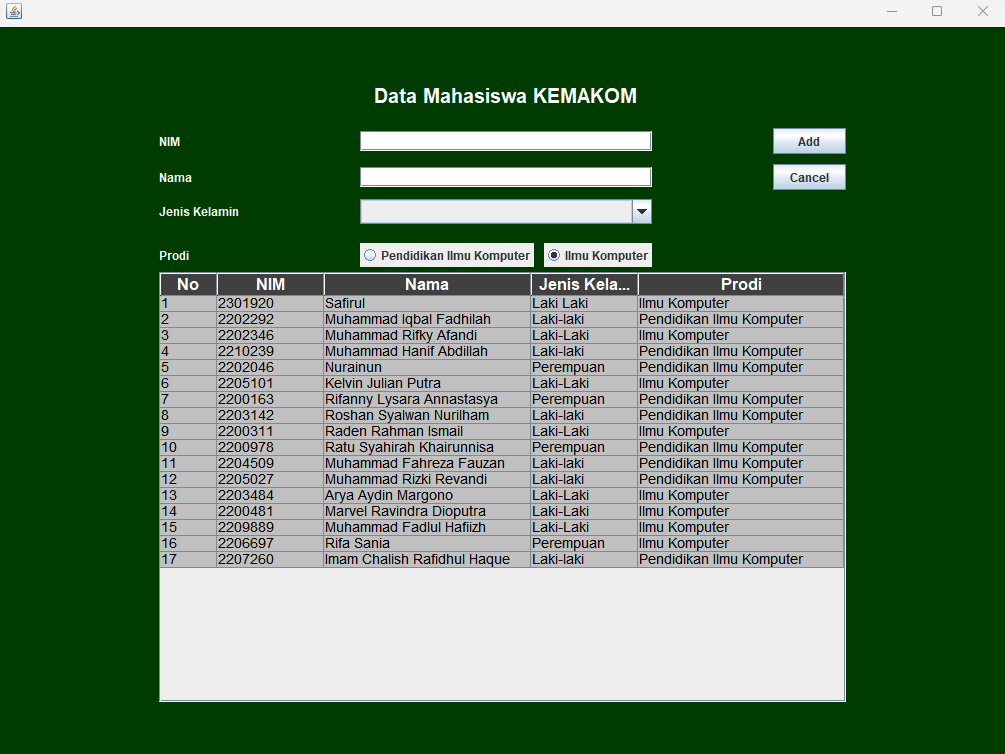 Data Mahasiswa KEMAKOM
NIM Add
Nama Cancel
Jenis Kelamin
Prodi Pendidikan Ilmu Komputer Ilmu Komputer
No NIM Nama Jenis Kela... Prodi
1 2301920 Safirul Laki Laki Ilmu Komputer
2 2202292 Muhammad Iqbal Fadhilah Laki-laki Pendidikan Ilmu Komputer
3 2202346 Muhammad Rifky Afandi Laki-Laki Ilmu Komputer
4 2210239 Muhammad Hanif Abdillah Laki-laki Pendidikan Ilmu Komputer
5 2202046 Nurainun Perempuan Pendidikan Ilmu Komputer
6 2205101 Kelvin Julian Putra Laki-Laki Ilmu Komputer
7 2200163 Rifanny Lysara Annastasya Perempuan Pendidikan Ilmu Komputer
8 2203142 Roshan Syalwan Nurilham Laki-laki Pendidikan Ilmu Komputer
9 2200311 Raden Rahman Ismail Laki-Laki Ilmu Komputer
10 2200978 Ratu Syahirah Khairunnisa Perempuan Pendidikan Ilmu Komputer
11 2204509 Muhammad Fahreza Fauzan Laki-laki Pendidikan Ilmu Komputer
12 2205027 Muhammad Rizki Revandi Laki-laki Pendidikan Ilmu Komputer
13 2203484 Arya Aydin Margono Laki-Laki Ilmu Komputer
14 2200481 Marvel Ravindra Dioputra Laki-Laki Ilmu Komputer
15 2209889 Muhammad Fadlul Hafiizh Laki-Laki Ilmu Komputer
16 2206697 Rifa Sania Perempuan Ilmu Komputer
17 2207260 Imam Chalish Rafidhul Haque Laki-laki Pendidikan Ilmu Komputer